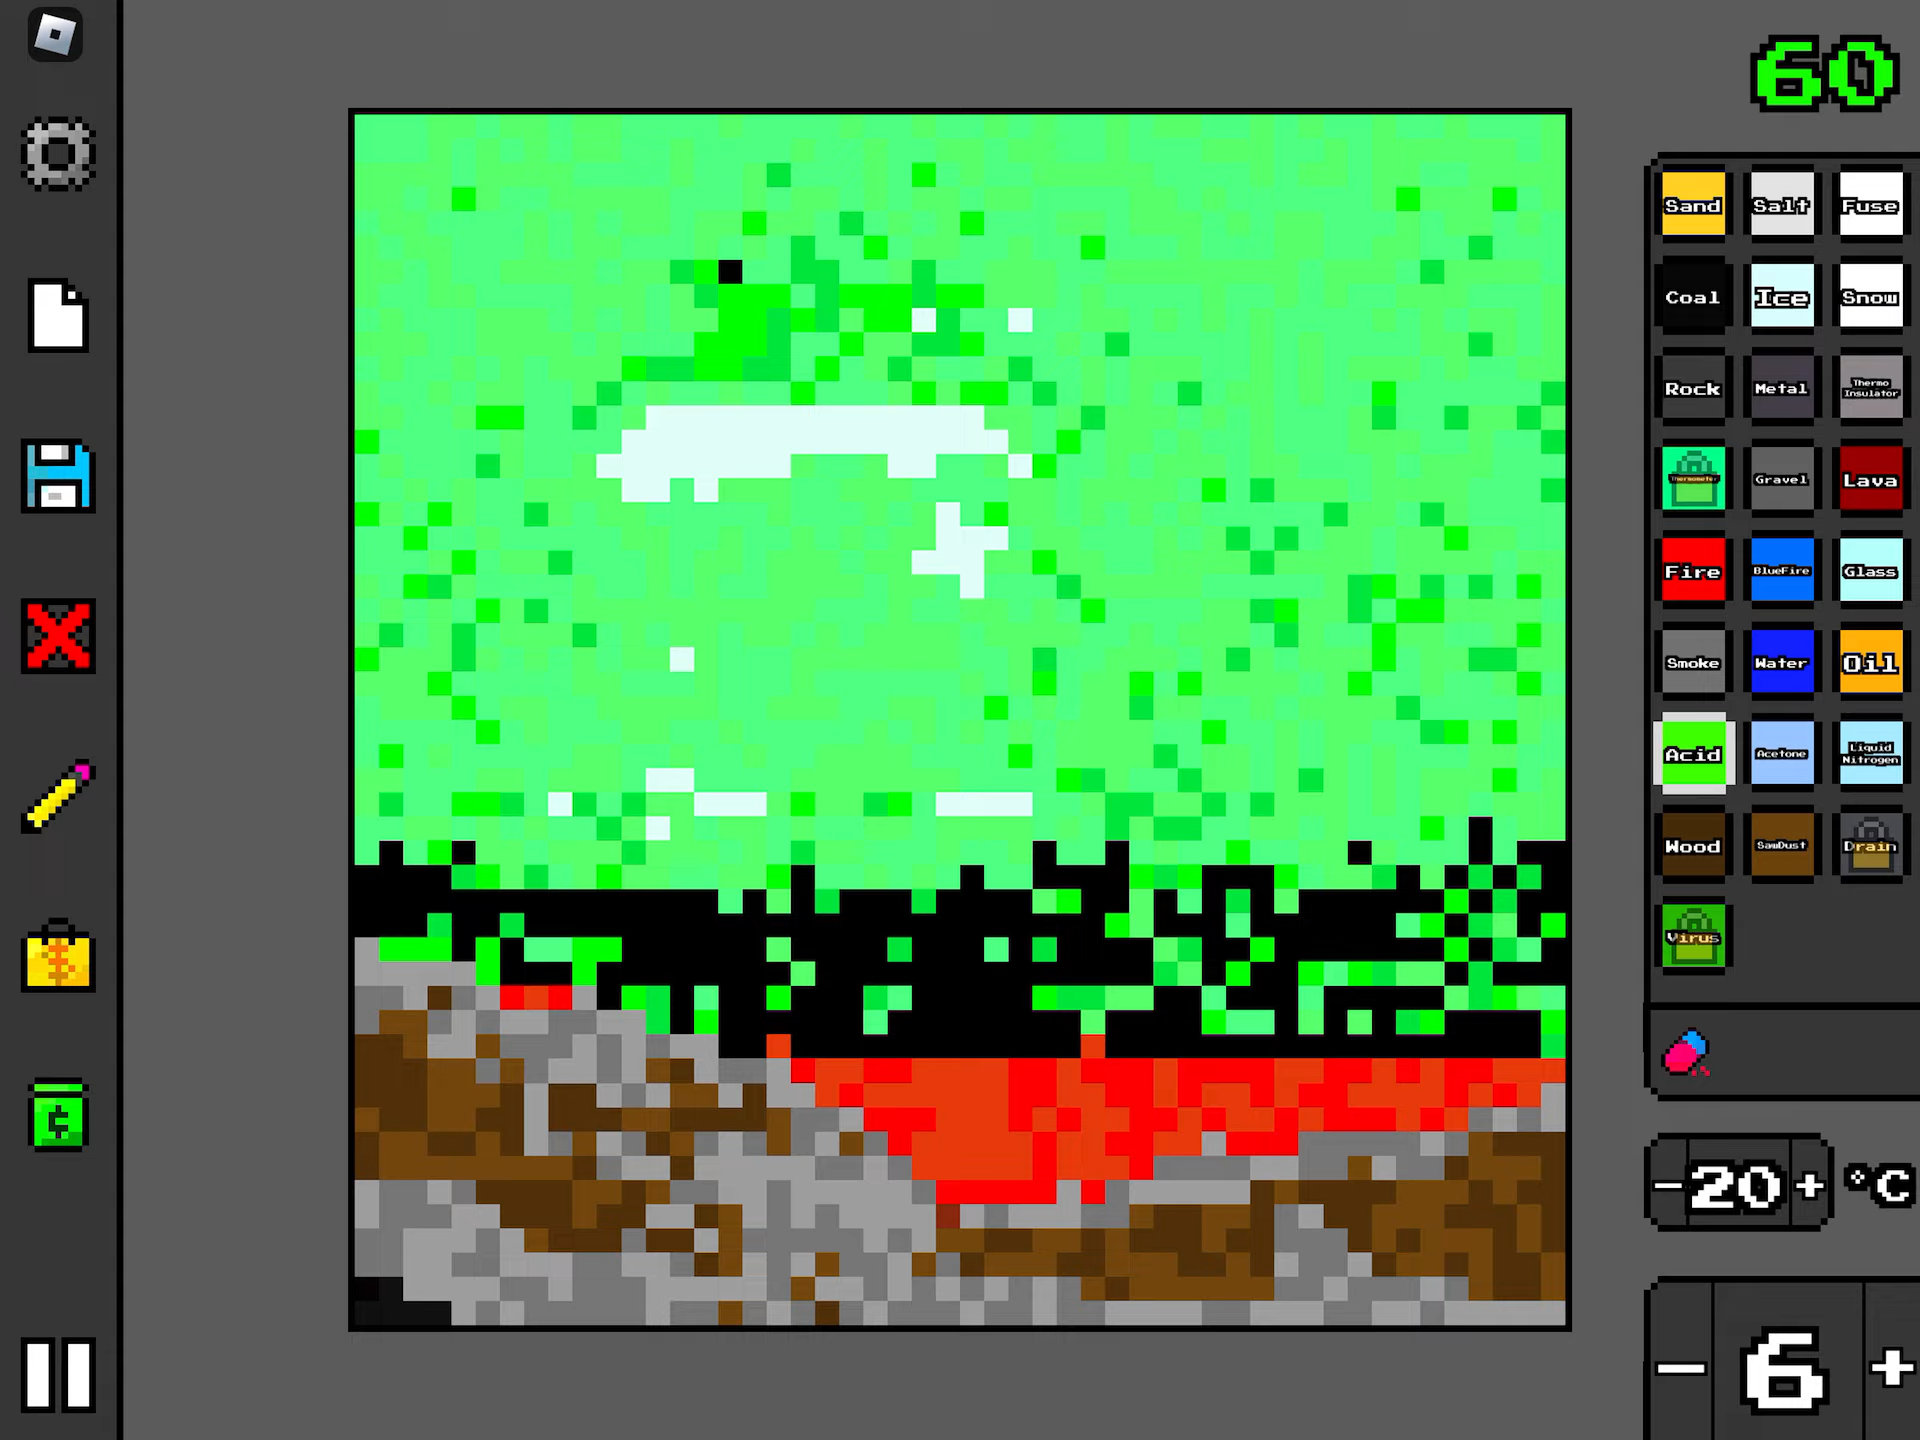 60
Sand Salt Fuse
Coal Ice Snow
Rock Metal Thermo Insulator
Thermometer Gravel Lava
Fire BlueFire Glass
Smoke Water Oil
Acid Acetone Liquid Nitrogen
Wood SawDust Drain
Virus
- 20 + °C
- 6 +